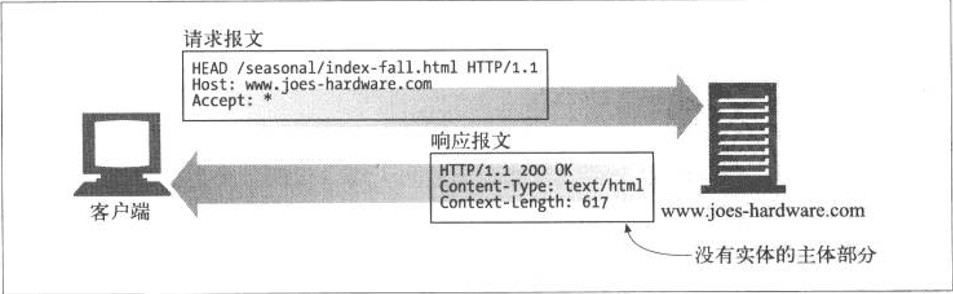 请求报文
HEAD /seasonal/index-fall.html HTTP/1.1
Host: www.joes-hardware.com
Accept: *
响应报文
HTTP/1.1 200 OK
Content-Type: text/html
Context-Length: 617
客户端
www.joes-hardware.com
没有实体的主体部分